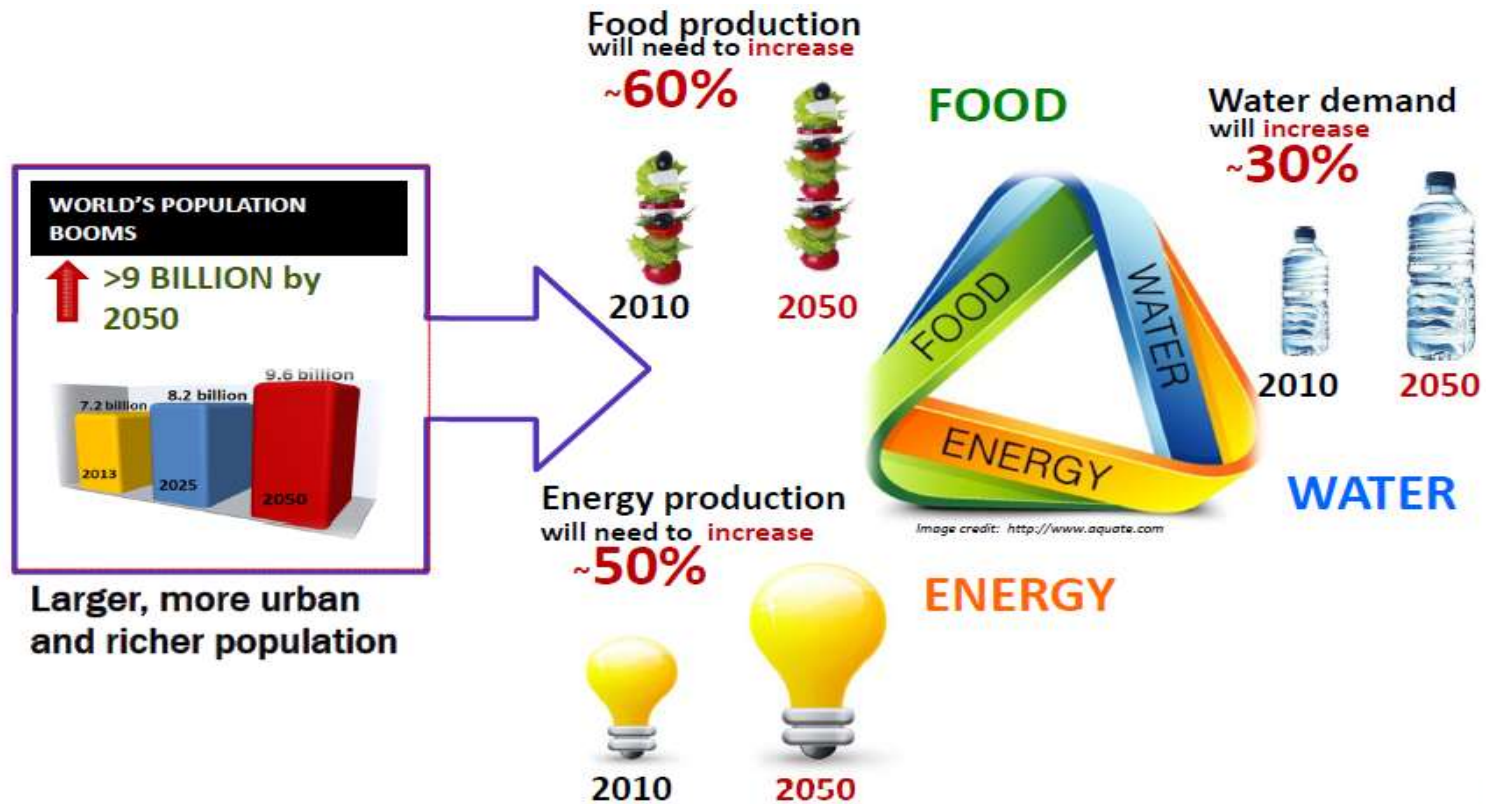 WORLD'S POPULATION
BOOMS
>9 BILLION by
2050
7.2 billion
8.2 billion
9.6 billion
2013
2025
2050
Larger, more urban
and richer population
Food production
will need to increase
~60%
2010
2050
FOOD
Water demand
will increase
~30%
2010
2050
WATER
FOOD
WATER
ENERGY
Image credit: http://www.aquate.com
Energy production
will need to increase
~50%
2010
2050
ENERGY